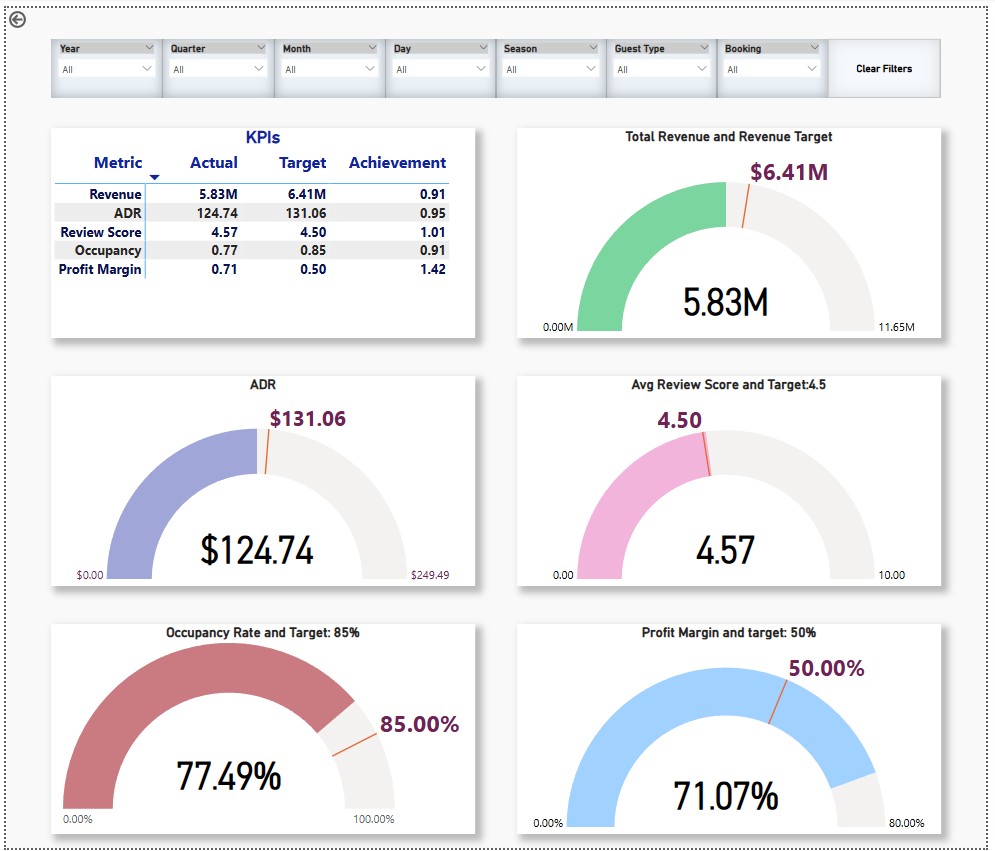 Year Quarter Month Day Season Guest Type Booking
All All All All All All All Clear Filters
KPIs
Metric Actual Target Achievement
Revenue 5.83M 6.41M 0.91
ADR 124.74 131.06 0.95
Review Score 4.57 4.50 1.01
Occupancy 0.77 0.85 0.91
Profit Margin 0.71 0.50 1.42
Total Revenue and Revenue Target
$6.41M
5.83M
0.00M 11.65M
ADR
$131.06
$124.74
$0.00 $249.49
Avg Review Score and Target:4.5
4.50
4.57
0.00 10.00
Occupancy Rate and Target: 85%
85.00%
77.49%
0.00% 100.00%
Profit Margin and target: 50%
50.00%
71.07%
0.00% 80.00%